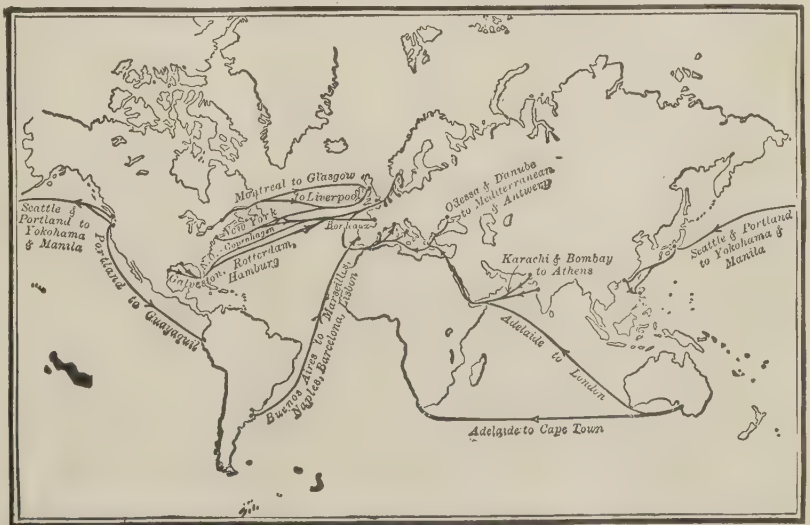 Montreal to Glasgow
to Liverpool
New York
Copenhagen
Rotterdam
Hamburg
Galveston
Bordeaux
Odessa & Danube
to Mediterranean
& Antwerp
Seattle &
Portland to
Yokohama
& Manila
Portland to Guayaquil
Buenos Aires to Marseilles
Naples, Barcelona, Lisbon
Karachi & Bombay
to Athens
Adelaide to London
Adelaide to Cape Town
Seattle & Portland
to Yokohama &
Manila